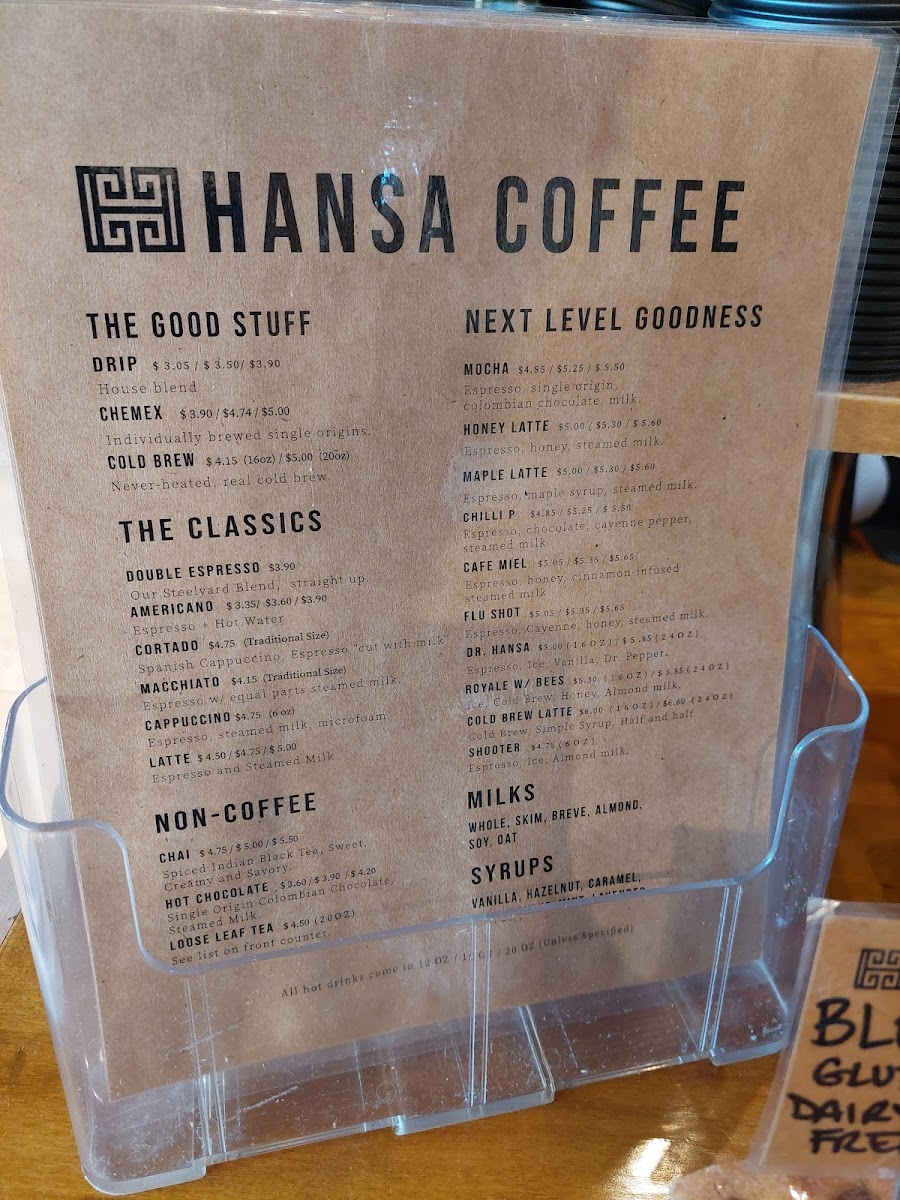 HANSA COFFEE
THE GOOD STUFF
DRIP $ 3.05 / $ 3.50/ $3.90
House blend
CHEMEX $ 3.90 / $4.74 / $5.00
Individually brewed single origins.
COLD BREW $ 4.15 (16oz) / $5.00 (20oz)
Never-heated, real cold brew
THE CLASSICS
DOUBLE ESPRESSO $3.90
Our Steelyard Blend, straight up
AMERICANO $ 3.35/ $3.60 / $3.90
Espresso + Hot Water
CORTADO $4.75 (Traditional Size)
Spanish Cappuccino, Espresso "cut with milk"
MACCHIATO $4.15 (Traditional Size)
Espresso w/ equal parts steamed milk.
CAPPUCCINO $4.75 (6 oz)
Espresso, steamed milk, microfoam
LATTE $ 4.50 / $4.75 / $ 5.00
Espresso and Steamed Milk
NON-COFFEE
CHAI $ 4.75 / $ 5.00 / $ 5.50
Spiced Indian Black Tea, Sweet,
Creamy and Savory.
HOT CHOCOLATE $3.60 / $ 3.90 / $ 4.20
Single Origin Colombian Chocolate,
Steamed Milk.
LOOSE LEAF TEA $4.50 (20OZ)
See list on front counter
NEXT LEVEL GOODNESS
MOCHA $4.85 / $5.25 / $ 5.50
Espresso, single origin,
colombian chocolate, milk.
HONEY LATTE $5.00 / $5.30 / $ 5.60
Espresso, honey, steamed milk.
MAPLE LATTE $5.00 / $5.30 / $5.60
Espresso, maple syrup, steamed milk.
CHILLI P $4.85 / $5.25 / $ 5.50
Espresso, chocolate, cayenne pepper,
steamed milk
CAFE MIEL $5.05 / $5.35 / $5.65
Espresso, honey, cinnamon-infused
steamed milk
FLU SHOT $5.05 / $5.35 / $5.65
Espresso, Cayenne, honey, steamed milk.
DR. HANSA $5.00 (16OZ) / $ 5.85 (24OZ)
Espresso, Ice, Vanilla, Dr. Pepper.
ROYALE W/ BEES $5.30, (16OZ) / $ 5.85 (24OZ)
Ice, Cold Brew, Honey, Almond milk.
COLD BREW LATTE $6.00 (16OZ) / $6.60 (24OZ)
Cold Brew, Simple Syrup, Half and half
SHOOTER $4.75 (6OZ)
Espresso, Ice, Almond milk.
MILKS
WHOLE, SKIM, BREVE, ALMOND,
SOY, OAT
SYRUPS
VANILLA, HAZELNUT, CARAMEL,
MINT, LAVENDER
All hot drinks come in 12 OZ / 16 OZ / 20 OZ (Unless Specified)
BL
GLU
DAIRY
FREE